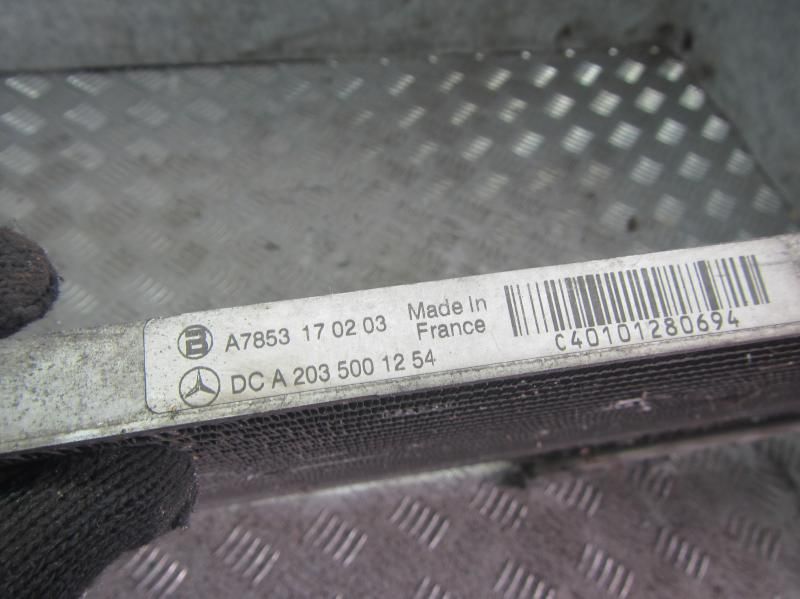 B A7853 17 02 03
DC A 203 500 12 54
Made In
France
C40101280694